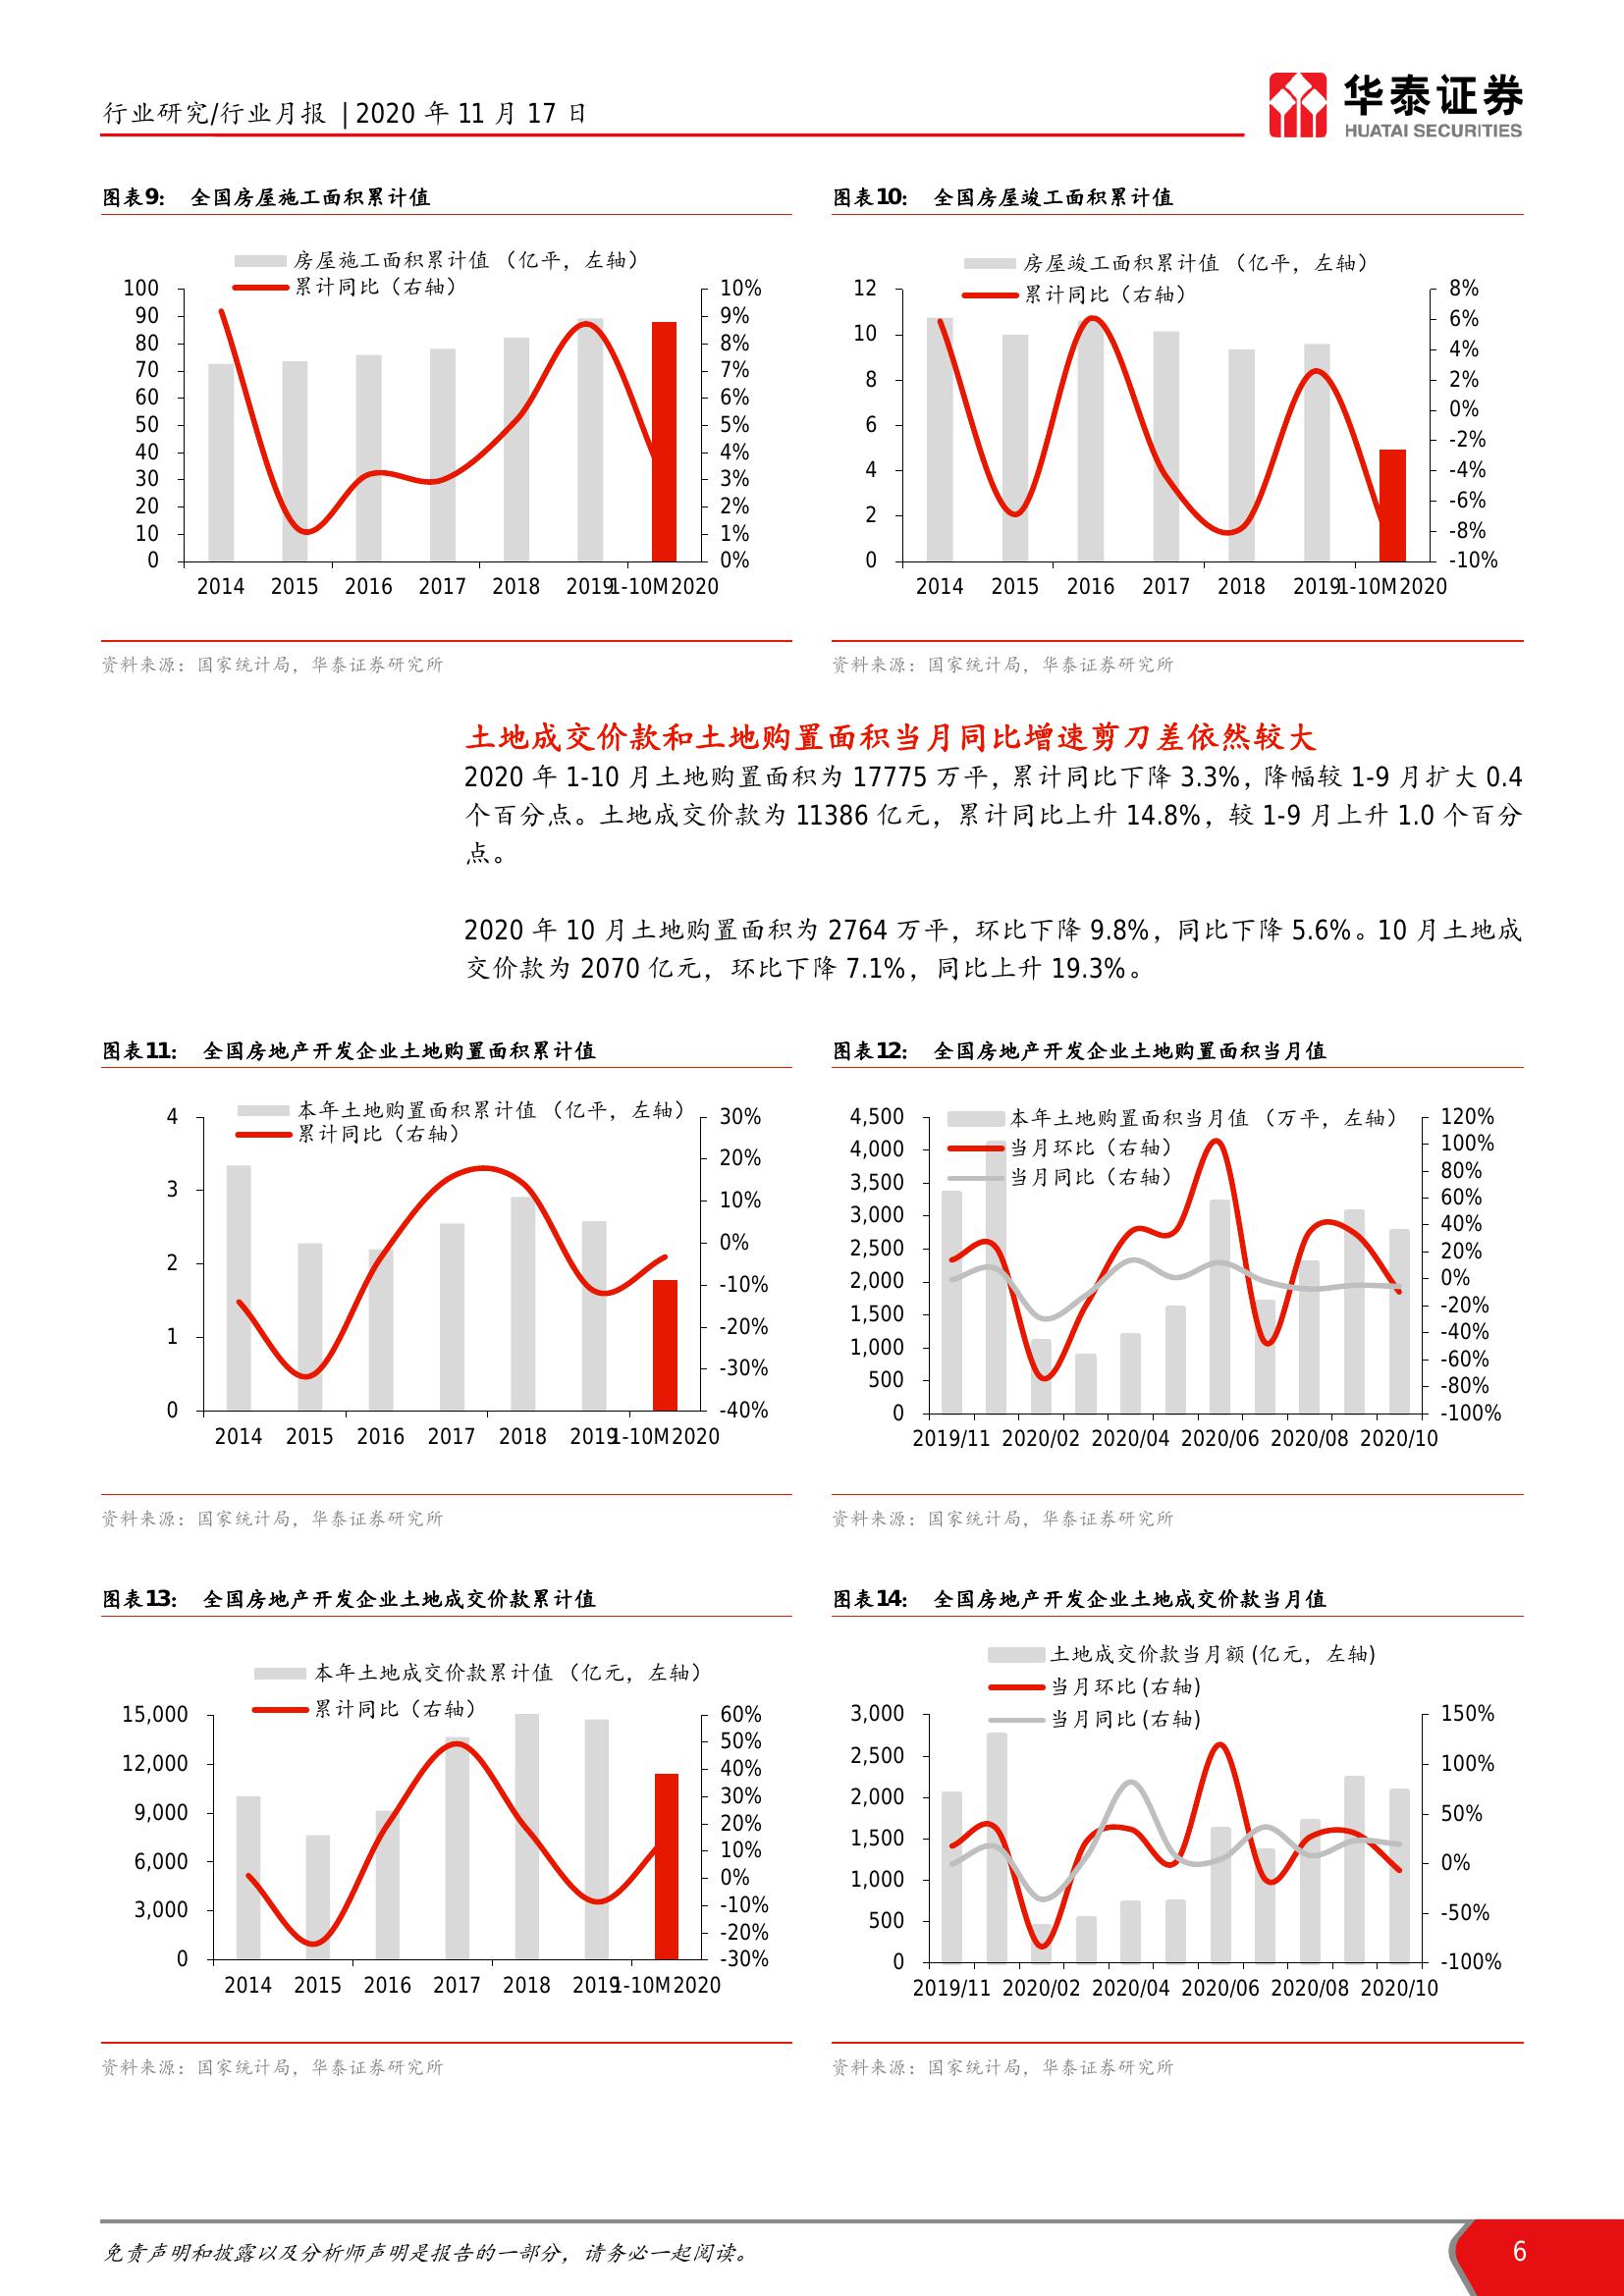 行业研究/行业月报 | 2020 年 11 月 17 日
华泰证券
HUATAI SECURITIES
图表9： 全国房屋施工面积累计值
房屋施工面积累计值（亿平，左轴）
累计同比（右轴）
100
90
80
70
60
50
40
30
20
10
0
10%
9%
8%
7%
6%
5%
4%
3%
2%
1%
0%
2014 2015 2016 2017 2018 2019 1-10M2020
资料来源：国家统计局，华泰证券研究所
图表10： 全国房屋竣工面积累计值
房屋竣工面积累计值（亿平，左轴）
累计同比（右轴）
12
10
8
6
4
2
0
8%
6%
4%
2%
0%
-2%
-4%
-6%
-8%
-10%
2014 2015 2016 2017 2018 2019 1-10M2020
资料来源：国家统计局，华泰证券研究所
土地成交价款和土地购置面积当月同比增速剪刀差依然较大
2020 年 1-10 月土地购置面积为 17775 万平，累计同比下降 3.3%，降幅较 1-9 月扩大 0.4
个百分点。土地成交价款为 11386 亿元，累计同比上升 14.8%，较 1-9 月上升 1.0 个百分
点。
2020 年 10 月土地购置面积为 2764 万平，环比下降 9.8%，同比下降 5.6%。10 月土地成
交价款为 2070 亿元，环比下降 7.1%，同比上升 19.3%。
图表11： 全国房地产开发企业土地购置面积累计值
本年土地购置面积累计值（亿平，左轴）
累计同比（右轴）
4
3
2
1
0
30%
20%
10%
0%
-10%
-20%
-30%
-40%
2014 2015 2016 2017 2018 2019 1-10M2020
资料来源：国家统计局，华泰证券研究所
图表12： 全国房地产开发企业土地购置面积当月值
本年土地购置面积当月值（万平，左轴）
当月环比（右轴）
当月同比（右轴）
4,500
4,000
3,500
3,000
2,500
2,000
1,500
1,000
500
0
120%
100%
80%
60%
40%
20%
0%
-20%
-40%
-60%
-80%
-100%
2019/11 2020/02 2020/04 2020/06 2020/08 2020/10
资料来源：国家统计局，华泰证券研究所
图表13： 全国房地产开发企业土地成交价款累计值
本年土地成交价款累计值（亿元，左轴）
累计同比（右轴）
15,000
12,000
9,000
6,000
3,000
0
60%
50%
40%
30%
20%
10%
0%
-10%
-20%
-30%
2014 2015 2016 2017 2018 2019 1-10M2020
资料来源：国家统计局，华泰证券研究所
图表14： 全国房地产开发企业土地成交价款当月值
土地成交价款当月额(亿元，左轴)
当月环比(右轴)
当月同比(右轴)
3,000
2,500
2,000
1,500
1,000
500
0
150%
100%
50%
0%
-50%
-100%
2019/11 2020/02 2020/04 2020/06 2020/08 2020/10
资料来源：国家统计局，华泰证券研究所
免责声明和披露以及分析师声明是报告的一部分，请务必一起阅读。
6